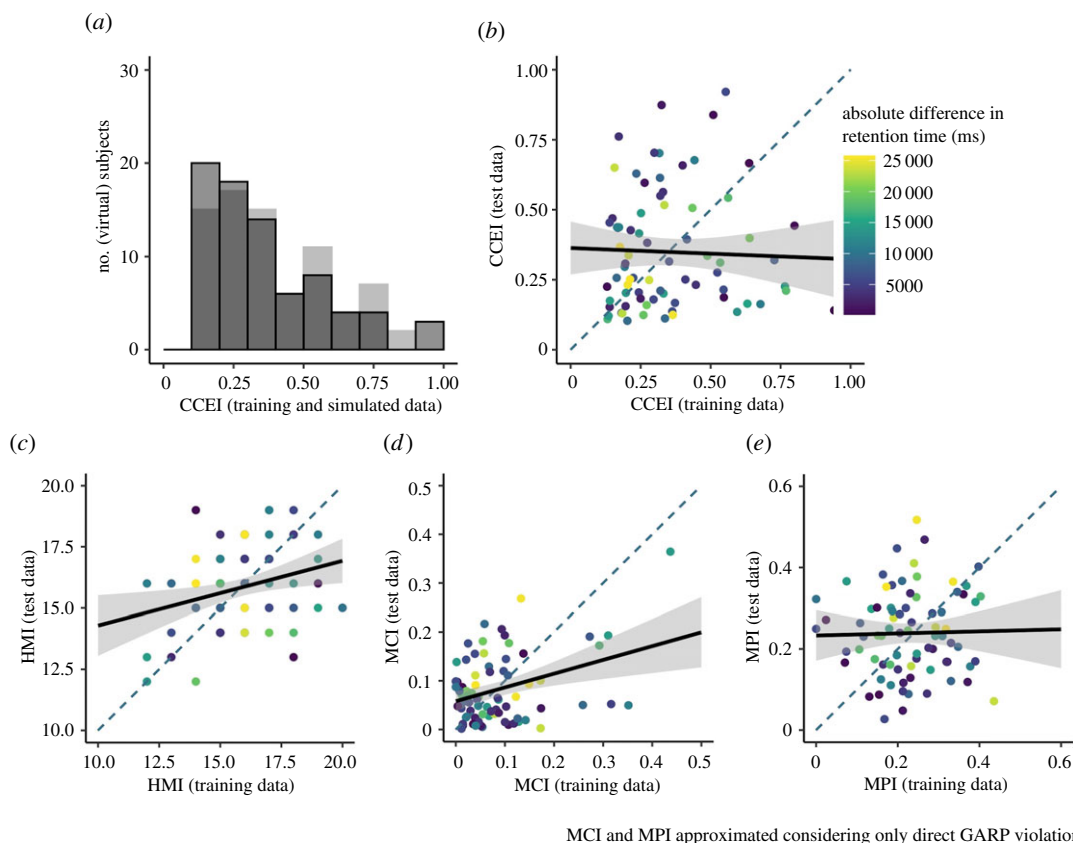 (a)
30
20
10
0
no. (virtual) subjects
0 0.25 0.50 0.75 1.00
CCEI (training and simulated data)
(b)
1.00
0.75
0.50
0.25
0
CCEI (test data)
0 0.25 0.50 0.75 1.00
CCEI (training data)
absolute difference in
retention time (ms)
25 000
20 000
15 000
10 000
5000
(c)
20.0
17.5
15.0
12.5
10.0
HMI (test data)
10.0 12.5 15.0 17.5 20.0
HMI (training data)
(d)
0.5
0.4
0.3
0.2
0.1
0
MCI (test data)
0 0.1 0.2 0.3 0.4 0.5
MCI (training data)
(e)
0.6
0.4
0.2
0
MPI (test data)
0 0.2 0.4 0.6
MPI (training data)
MCI and MPI approximated considering only direct GARP violation